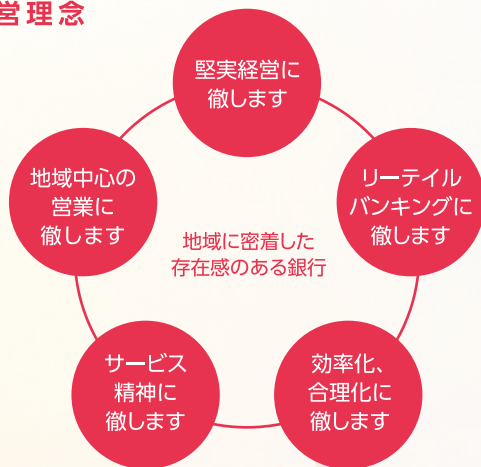 営理念
堅実経営に
徹します
リーテイル
バンキングに
徹します
効率化、
合理化に
徹します
サービス
精神に
徹します
地域中心の
営業に
徹します
地域に密着した
存在感のある銀行